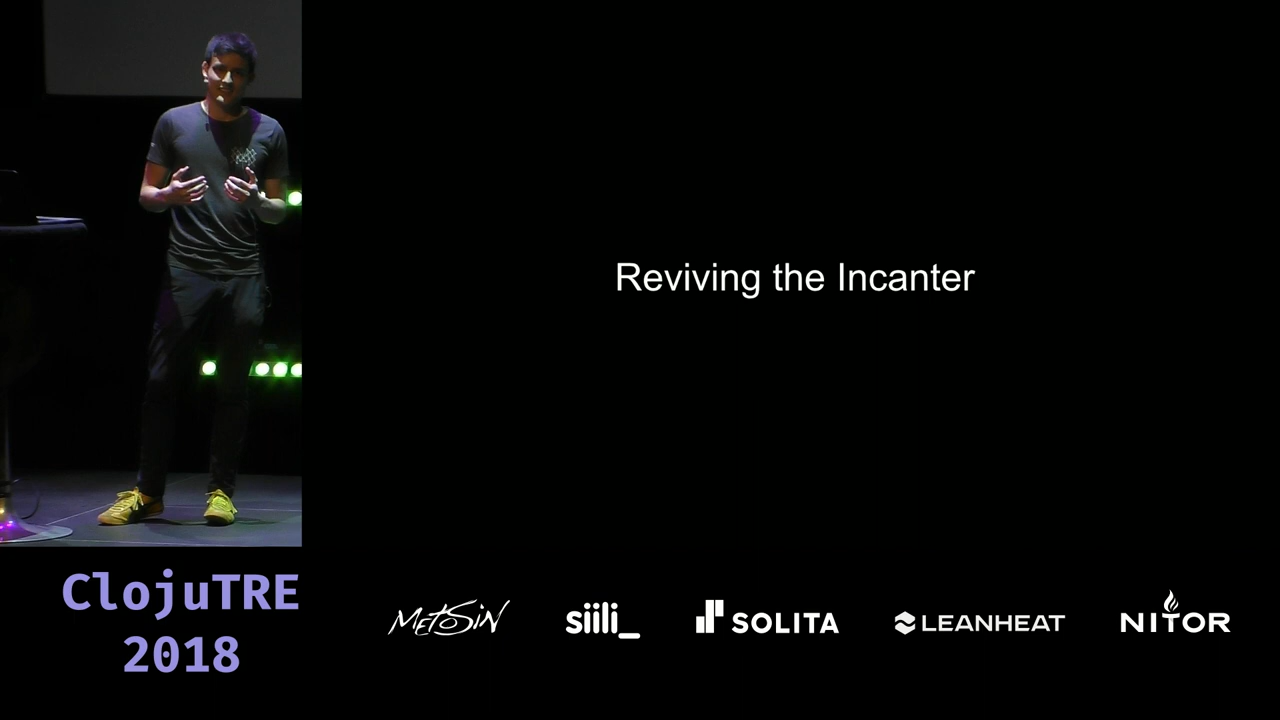 Reviving the Incanter
ClojuTRE
2018
METOSIN
siili_
SOLITA
LEANHEAT
NITOR